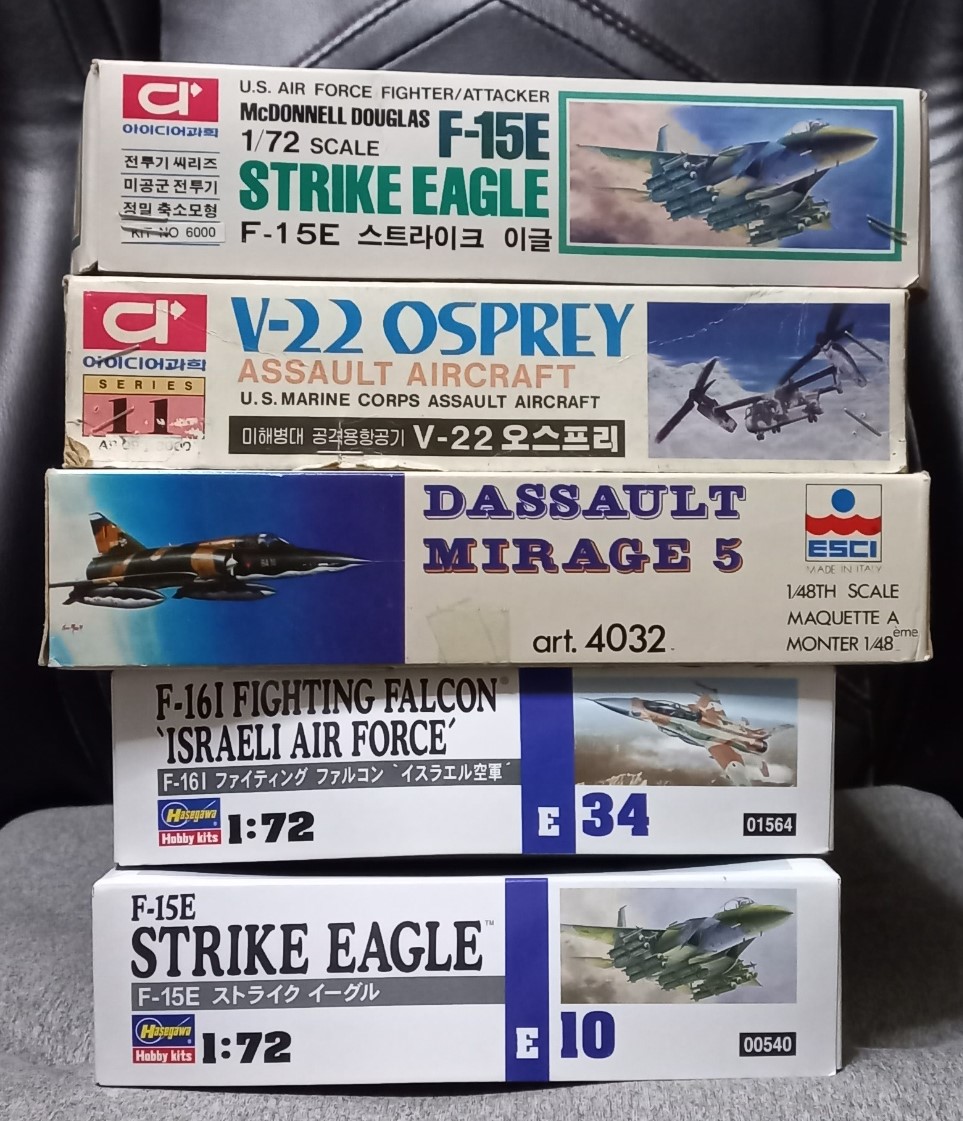 아이디어과학
전투기 씨리즈
미공군 전투기
정밀 축소모형
KIT NO 6000
U.S. AIR FORCE FIGHTER/ATTACKER
McDONNELL DOUGLAS F-15E
1/72 SCALE
STRIKE EAGLE
F-15E 스트라이크 이글
아이디어과학
SERIES
11
V-22 OSPREY
ASSAULT AIRCRAFT
U.S. MARINE CORPS ASSAULT AIRCRAFT
미해병대 공격용항공기 V-22 오스프리
DASSAULT
MIRAGE 5
art. 4032
ESCI
MADE IN ITALY
1/48TH SCALE
MAQUETTE A
MONTER 1/48ème
F-16I FIGHTING FALCON®
‵ISRAELI AIR FORCE′
F-16I ファイティング ファルコン ‵イスラエル空軍′
Hasegawa
Hobby kits
1:72
E 34
01564
F-15E
STRIKE EAGLE™
F-15E ストライク イーグル
Hasegawa
Hobby kits
1:72
E 10
00540